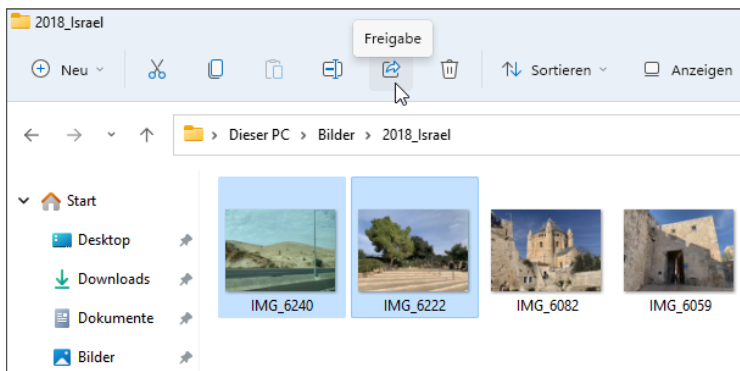 2018_Israel
Freigabe
Neu
Sortieren
Anzeigen
Dieser PC > Bilder > 2018_Israel
Start
Desktop
Downloads
Dokumente
Bilder
IMG_6240 IMG_6222 IMG_6082 IMG_6059